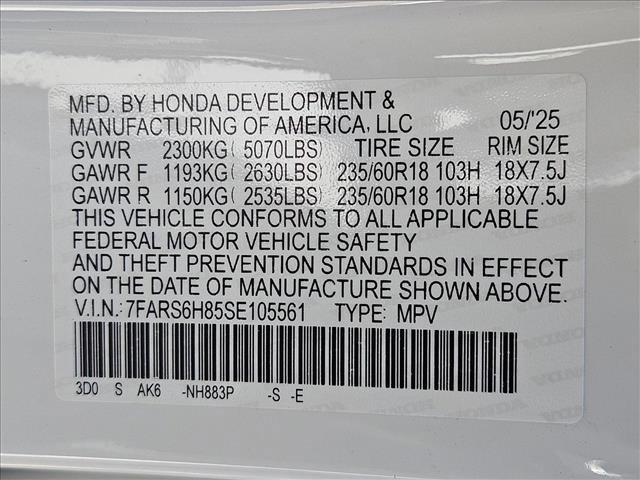 MFD. BY HONDA DEVELOPMENT &
MANUFACTURING OF AMERICA, LLC 05/'25
GVWR 2300KG( 5070LBS) TIRE SIZE RIM SIZE
GAWR F 1193KG( 2630LBS) 235/60R18 103H 18X7.5J
GAWR R 1150KG( 2535LBS) 235/60R18 103H 18X7.5J
THIS VEHICLE CONFORMS TO ALL APPLICABLE
FEDERAL MOTOR VEHICLE SAFETY
AND THEFT PREVENTION STANDARDS IN EFFECT
ON THE DATE OF MANUFACTURE SHOWN ABOVE.
V.I.N.:7FARS6H85SE105561 TYPE: MPV
3D0 S AK6 -NH883P -S -E